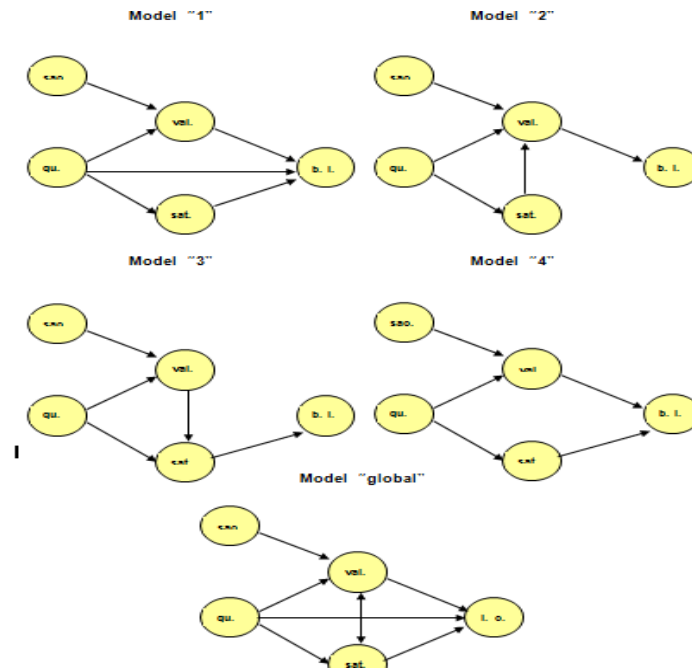 Model "1"
Model "2"
sao
sao
val.
val.
qu.
b. i.
qu.
b. i.
sat.
sat.
Model "3"
Model "4"
sao
sao.
val.
val
qu.
b. i.
qu.
b. i.
sat
sat
Model "global"
sao
val.
qu.
l. o.
sat.